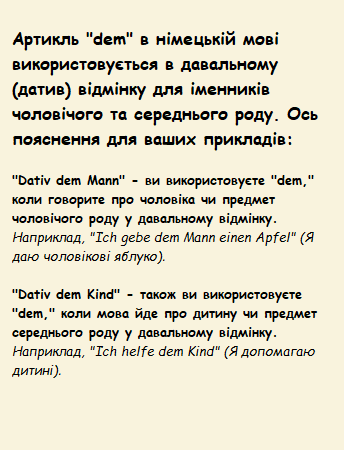 Артикль "dem" в німецькій мові
використовується в давальному
(датив) відмінку для іменників
чоловічого та середнього роду. Ось
пояснення для ваших прикладів:
"Dativ dem Mann" - ви використовуєте "dem,"
коли говорите про чоловіка чи предмет
чоловічого роду у давальному відмінку.
Наприклад, "Ich gebe dem Mann einen Apfel" (Я
даю чоловікові яблуко).
"Dativ dem Kind" - також ви використовуєте
"dem," коли мова йде про дитину чи предмет
середнього роду у давальному відмінку.
Наприклад, "Ich helfe dem Kind" (Я допомагаю
дитині).